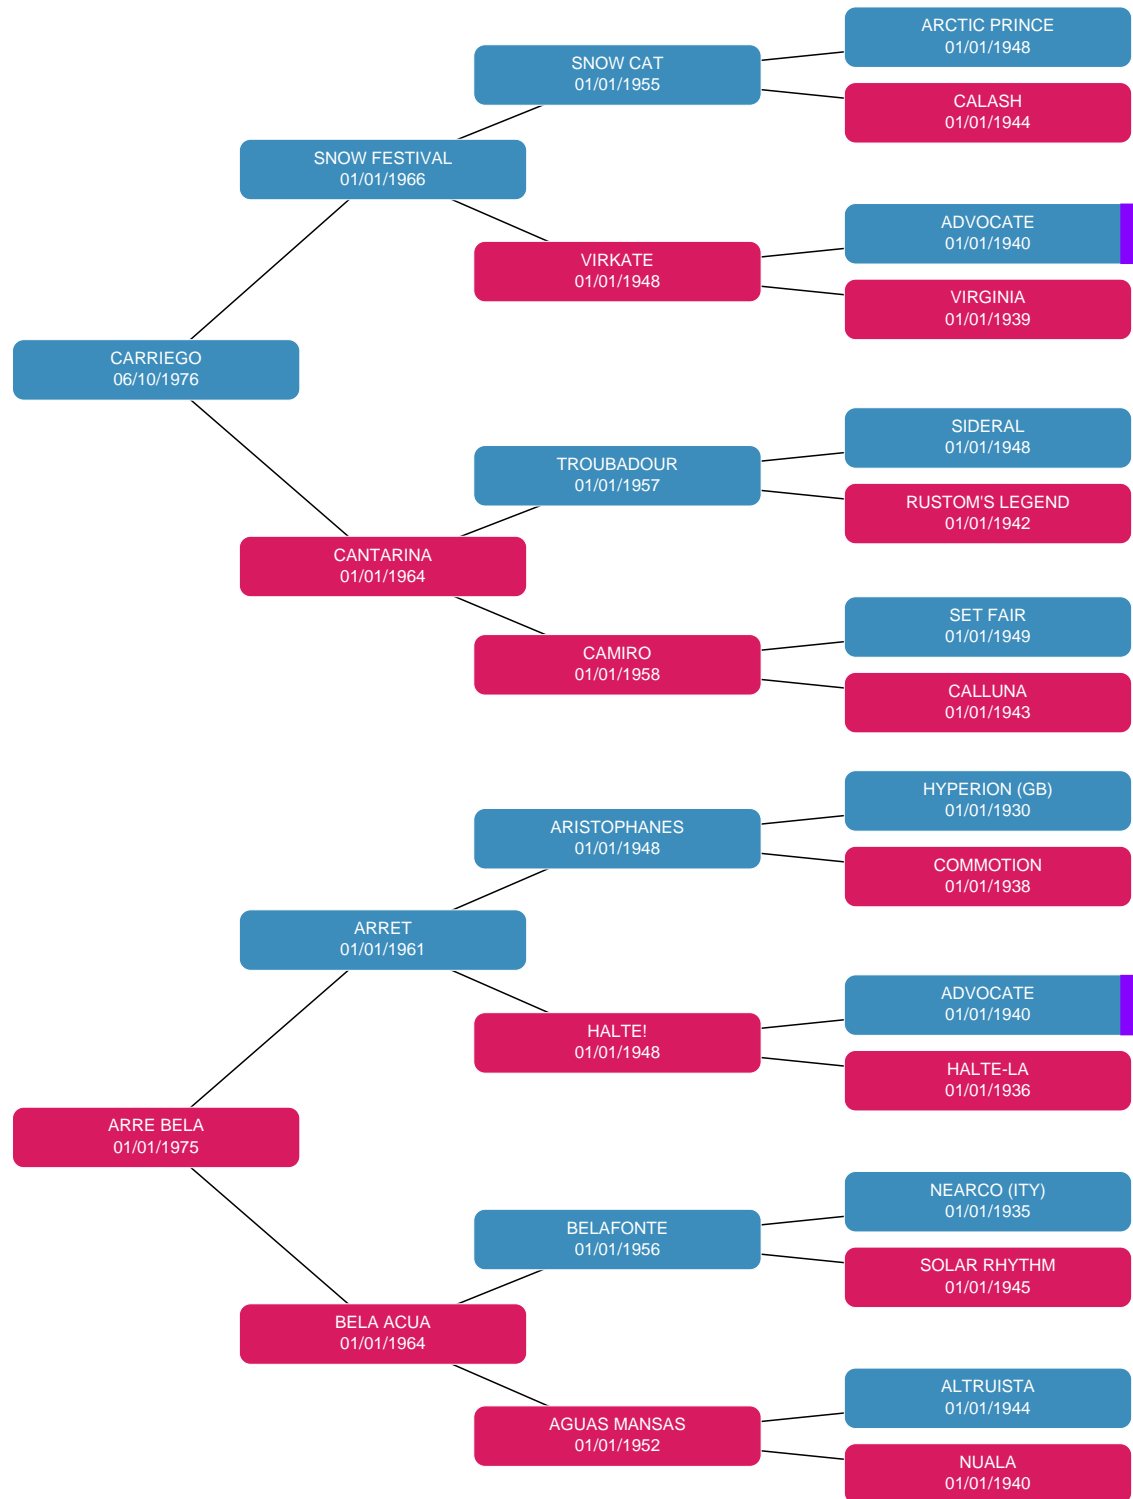 ARCTIC PRINCE
01/01/1948
SNOW CAT
01/01/1955
CALASH
01/01/1944
SNOW FESTIVAL
01/01/1966
ADVOCATE
01/01/1940
VIRKATE
01/01/1948
VIRGINIA
01/01/1939
CARRIEGO
06/10/1976
SIDERAL
01/01/1948
TROUBADOUR
01/01/1957
RUSTOM'S LEGEND
01/01/1942
CANTARINA
01/01/1964
SET FAIR
01/01/1949
CAMIRO
01/01/1958
CALLUNA
01/01/1943
HYPERION (GB)
01/01/1930
ARISTOPHANES
01/01/1948
COMMOTION
01/01/1938
ARRET
01/01/1961
ADVOCATE
01/01/1940
HALTE!
01/01/1948
HALTE-LA
01/01/1936
ARRE BELA
01/01/1975
NEARCO (ITY)
01/01/1935
BELAFONTE
01/01/1956
SOLAR RHYTHM
01/01/1945
BELA ACUA
01/01/1964
ALTRUISTA
01/01/1944
AGUAS MANSAS
01/01/1952
NUALA
01/01/1940